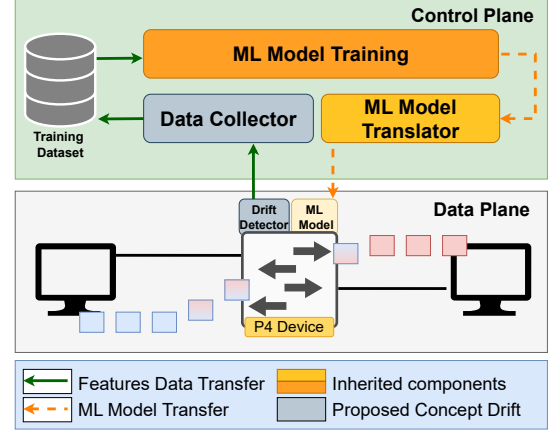 Control Plane
ML Model Training
Training
Dataset
Data Collector
ML Model
Translator
Drift
Detector
ML
Model
Data Plane
P4 Device
Features Data Transfer
Inherited components
ML Model Transfer
Proposed Concept Drift